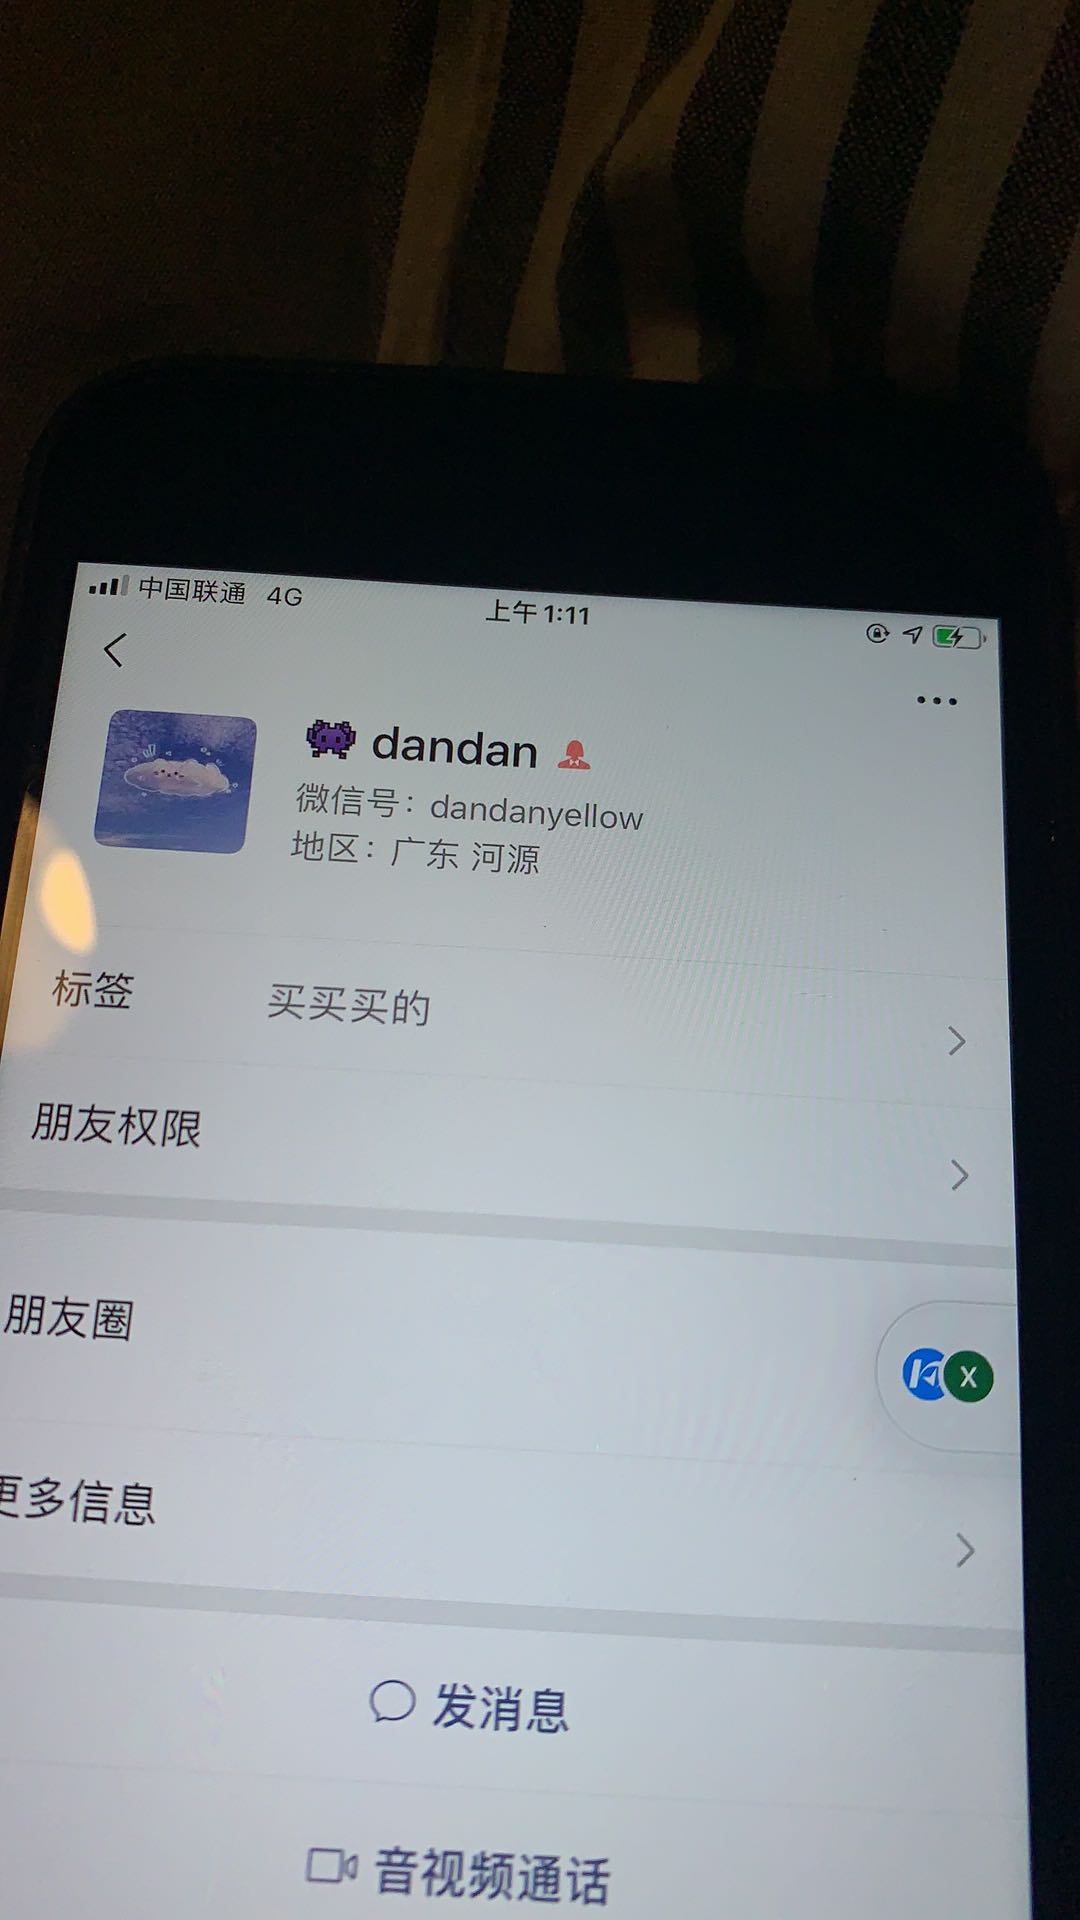 中国联通 4G
上午1:11
dandan
微信号：dandanyellow
地区：广东 河源
标签 买买买的
朋友权限
朋友圈
X
更多信息
发消息
音视频通话